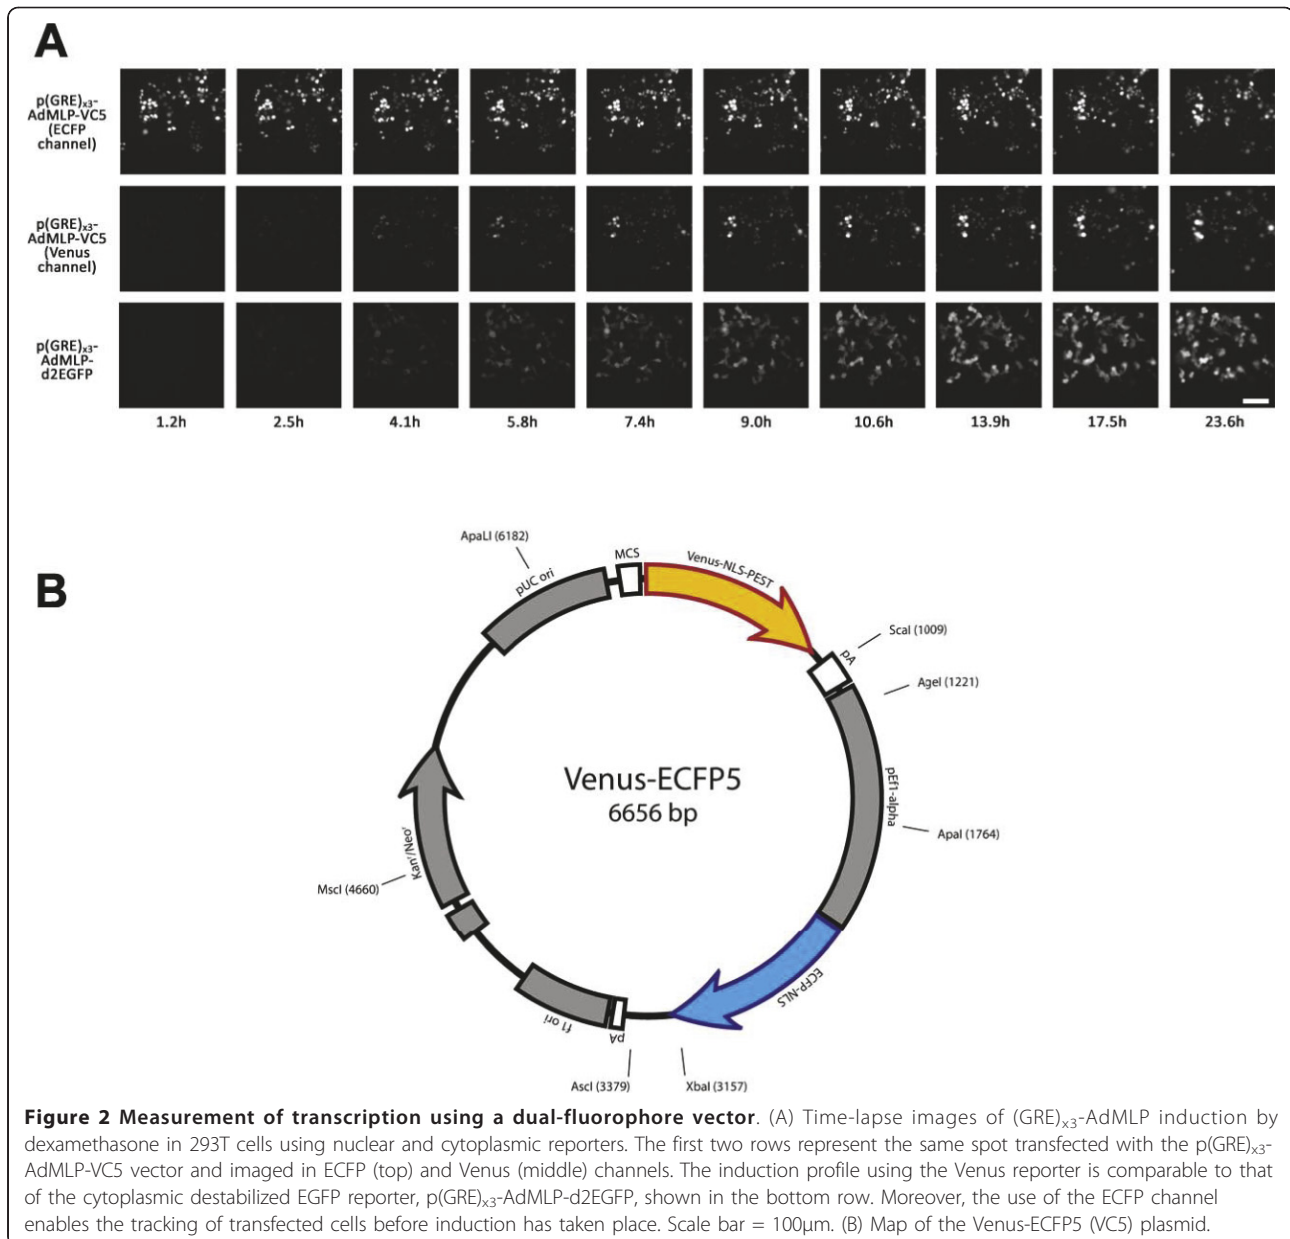 A
p(GRE)x3-
AdMLP-VC5
(ECFP
channel)
p(GRE)x3-
AdMLP-VC5
(Venus
channel)
p(GRE)x3-
AdMLP-
d2EGFP
1.2h 2.5h 4.1h 5.8h 7.4h 9.0h 10.6h 13.9h 17.5h 23.6h
B
ApaLI (6182)
pUC ori
MCS
Venus-NLS-PEST
ScaI (1009)
pA
AgeI (1221)
pEf1-alpha
ApaI (1764)
Venus-ECFP5
6656 bp
Kanʳ/Neoʳ
MscI (4660)
ECFP-NLS
f1 ori
pA
AscI (3379)
XbaI (3157)
Figure 2 Measurement of transcription using a dual-fluorophore vector. (A) Time-lapse images of (GRE)x3-AdMLP induction by
dexamethasone in 293T cells using nuclear and cytoplasmic reporters. The first two rows represent the same spot transfected with the p(GRE)x3-
AdMLP-VC5 vector and imaged in ECFP (top) and Venus (middle) channels. The induction profile using the Venus reporter is comparable to that
of the cytoplasmic destabilized EGFP reporter, p(GRE)x3-AdMLP-d2EGFP, shown in the bottom row. Moreover, the use of the ECFP channel
enables the tracking of transfected cells before induction has taken place. Scale bar = 100μm. (B) Map of the Venus-ECFP5 (VC5) plasmid.